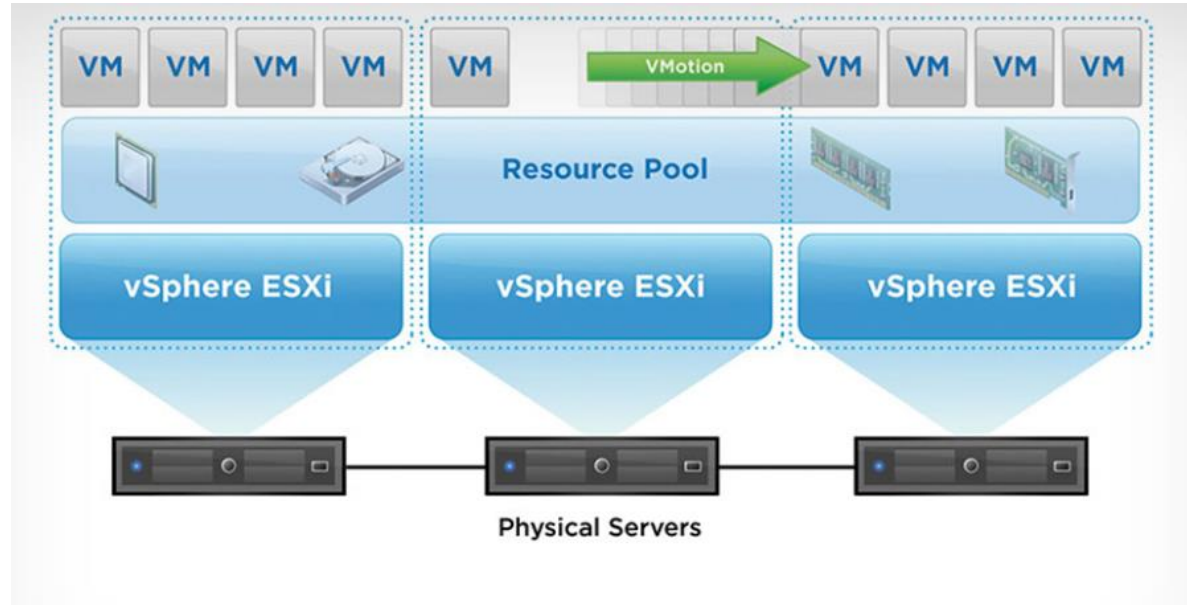 VM VM VM VM VM VMotion VM VM VM VM
Resource Pool
vSphere ESXi vSphere ESXi vSphere ESXi
Physical Servers